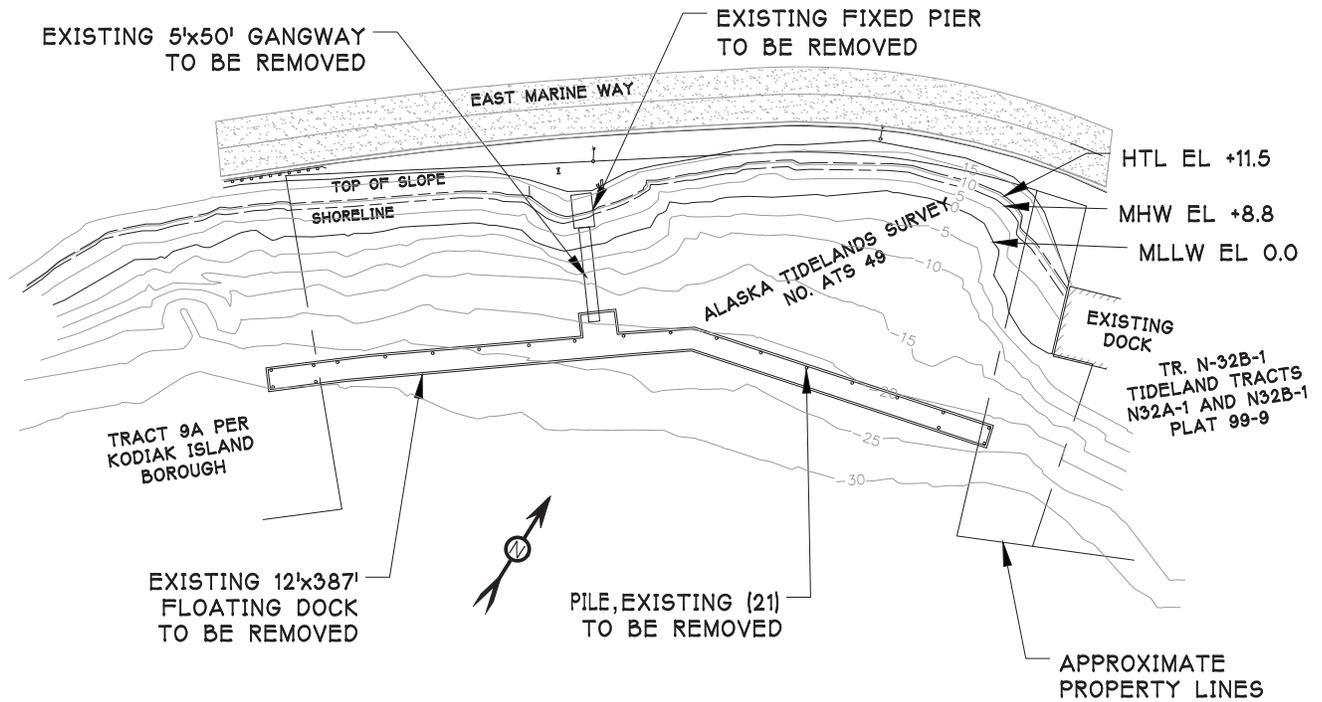 EXISTING 5'x50' GANGWAY
TO BE REMOVED
EXISTING FIXED PIER
TO BE REMOVED
EAST MARINE WAY
HTL EL +11.5
MHW EL +8.8
MLLW EL 0.0
TOP OF SLOPE
SHORELINE
-15
-10
-5
0
-5
-10
-15
-20
-25
-30
ALASKA TIDELANDS SURVEY
NO. ATS 49
EXISTING
DOCK
TR. N-32B-1
TIDELAND TRACTS
N32A-1 AND N32B-1
PLAT 99-9
TRACT 9A PER
KODIAK ISLAND
BOROUGH
N
EXISTING 12'x387'
FLOATING DOCK
TO BE REMOVED
PILE, EXISTING (21)
TO BE REMOVED
APPROXIMATE
PROPERTY LINES